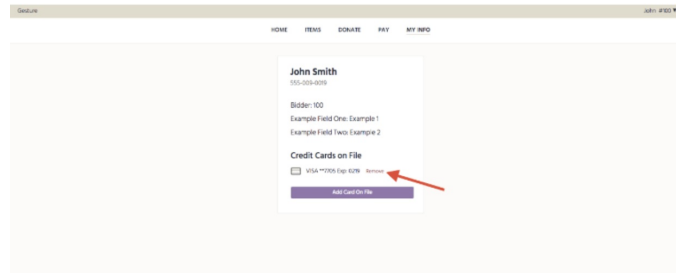 Gesture
John #100
HOME ITEMS DONATE PAY MY INFO
John Smith
555-009-0019
Bidder: 100
Example Field One: Example 1
Example Field Two: Example 2
Credit Cards on File
VISA **7705 Exp: 0219 Remove
Add Card On File